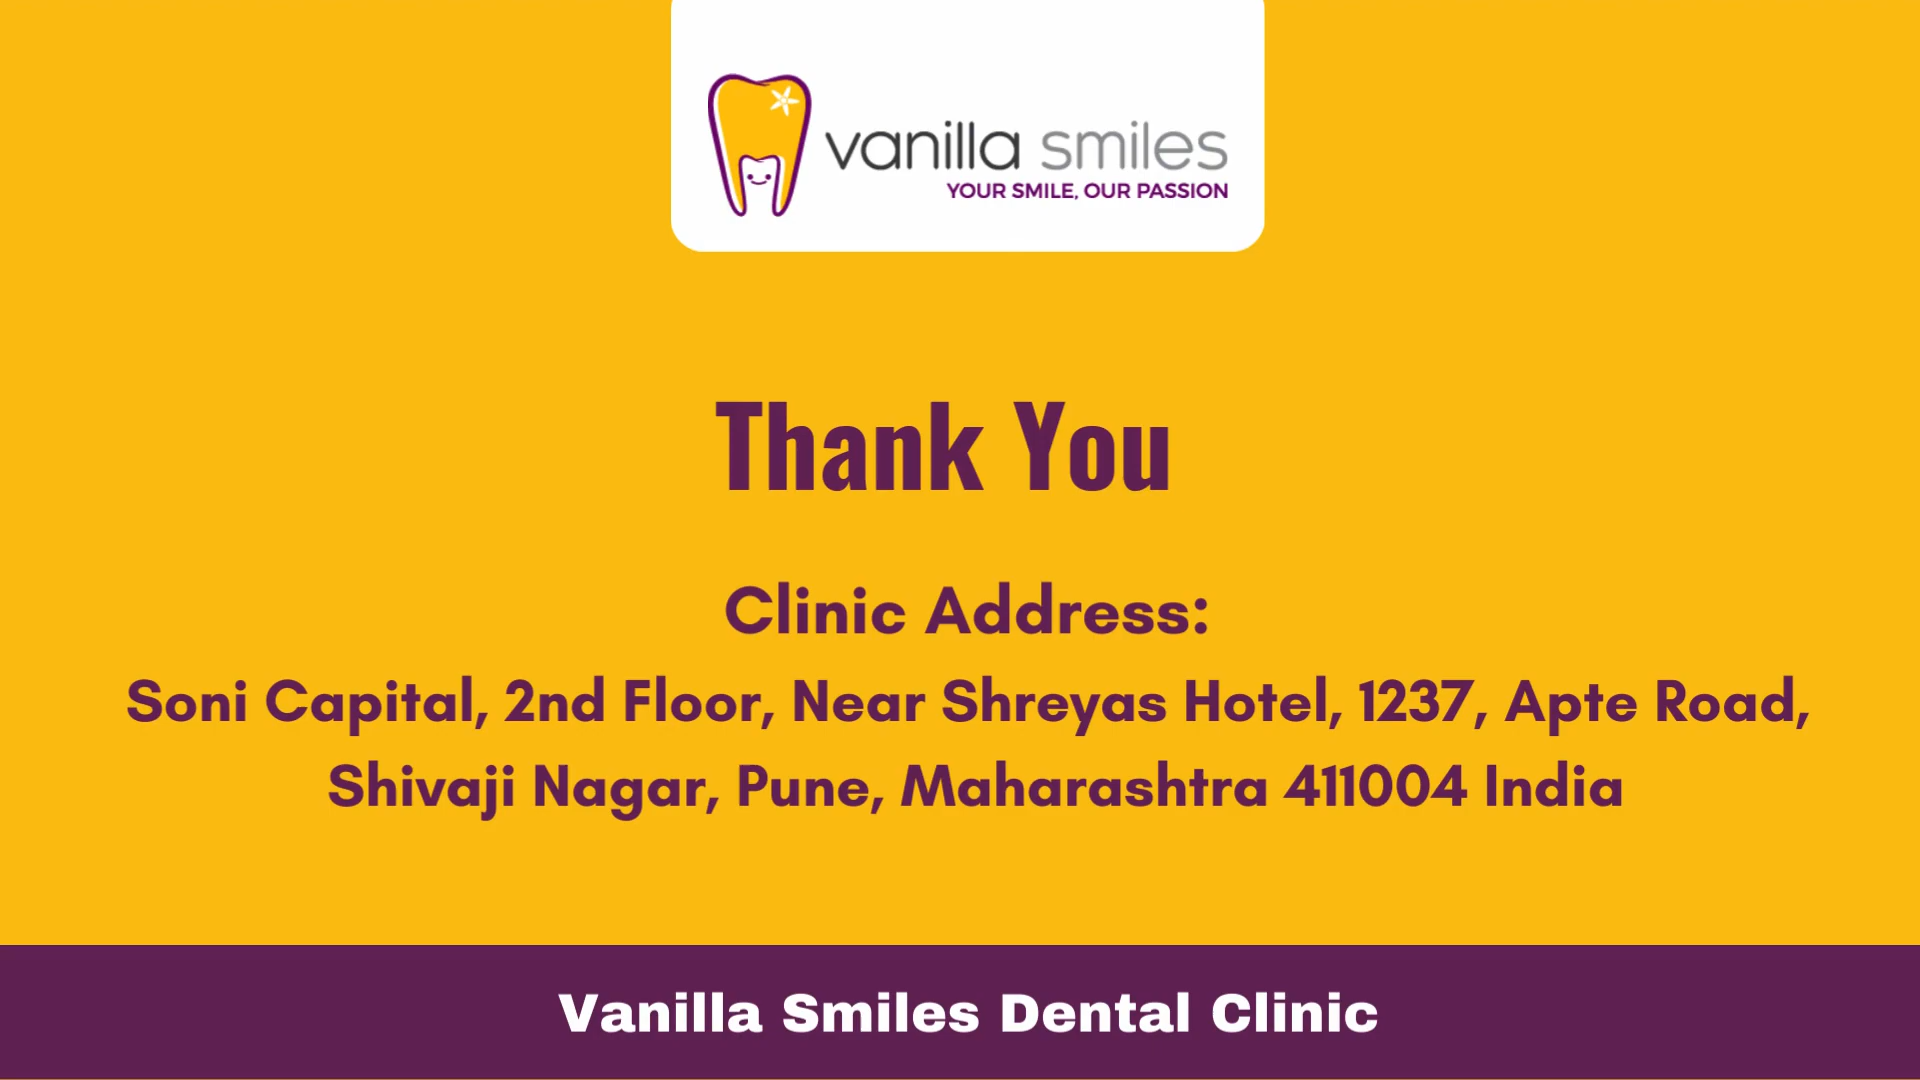 vanilla smiles
YOUR SMILE, OUR PASSION
Thank You
Clinic Address:
Soni Capital, 2nd Floor, Near Shreyas Hotel, 1237, Apte Road,
Shivaji Nagar, Pune, Maharashtra 411004 India
Vanilla Smiles Dental Clinic